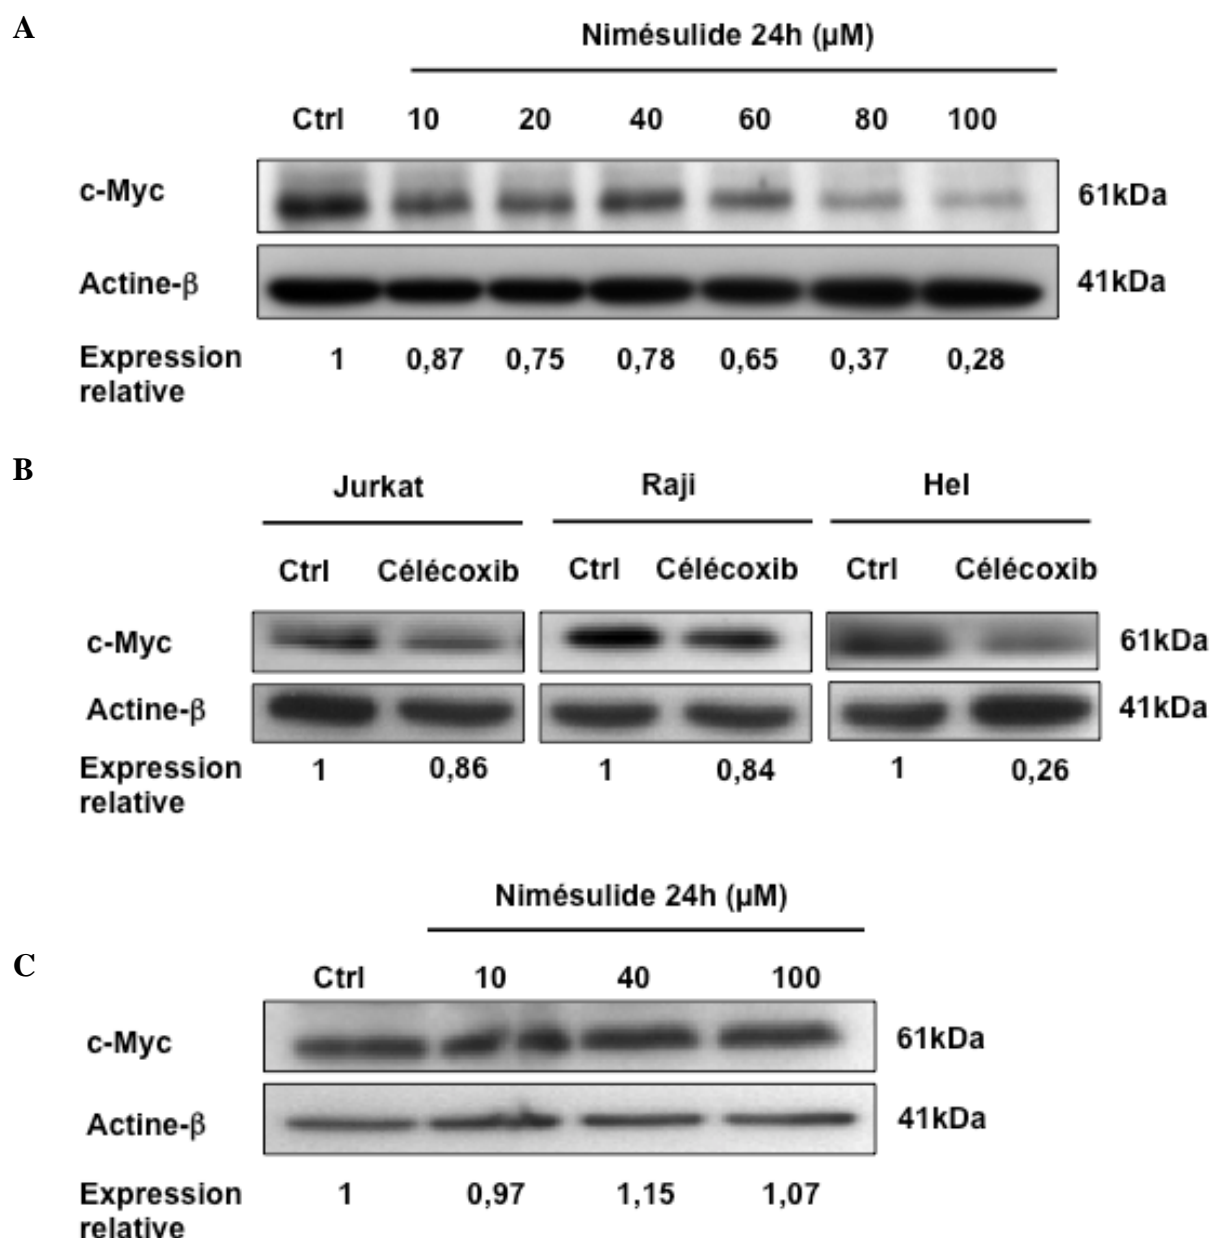 A
Nimésulide 24h (µM)
Ctrl 10 20 40 60 80 100
c-Myc 61kDa
Actine-β 41kDa
Expression 1 0,87 0,75 0,78 0,65 0,37 0,28
relative
B
Jurkat Raji Hel
Ctrl Célécoxib Ctrl Célécoxib Ctrl Célécoxib
c-Myc 61kDa
Actine-β 41kDa
Expression 1 0,86 1 0,84 1 0,26
relative
Nimésulide 24h (µM)
C
Ctrl 10 40 100
c-Myc 61kDa
Actine-β 41kDa
Expression 1 0,97 1,15 1,07
relative